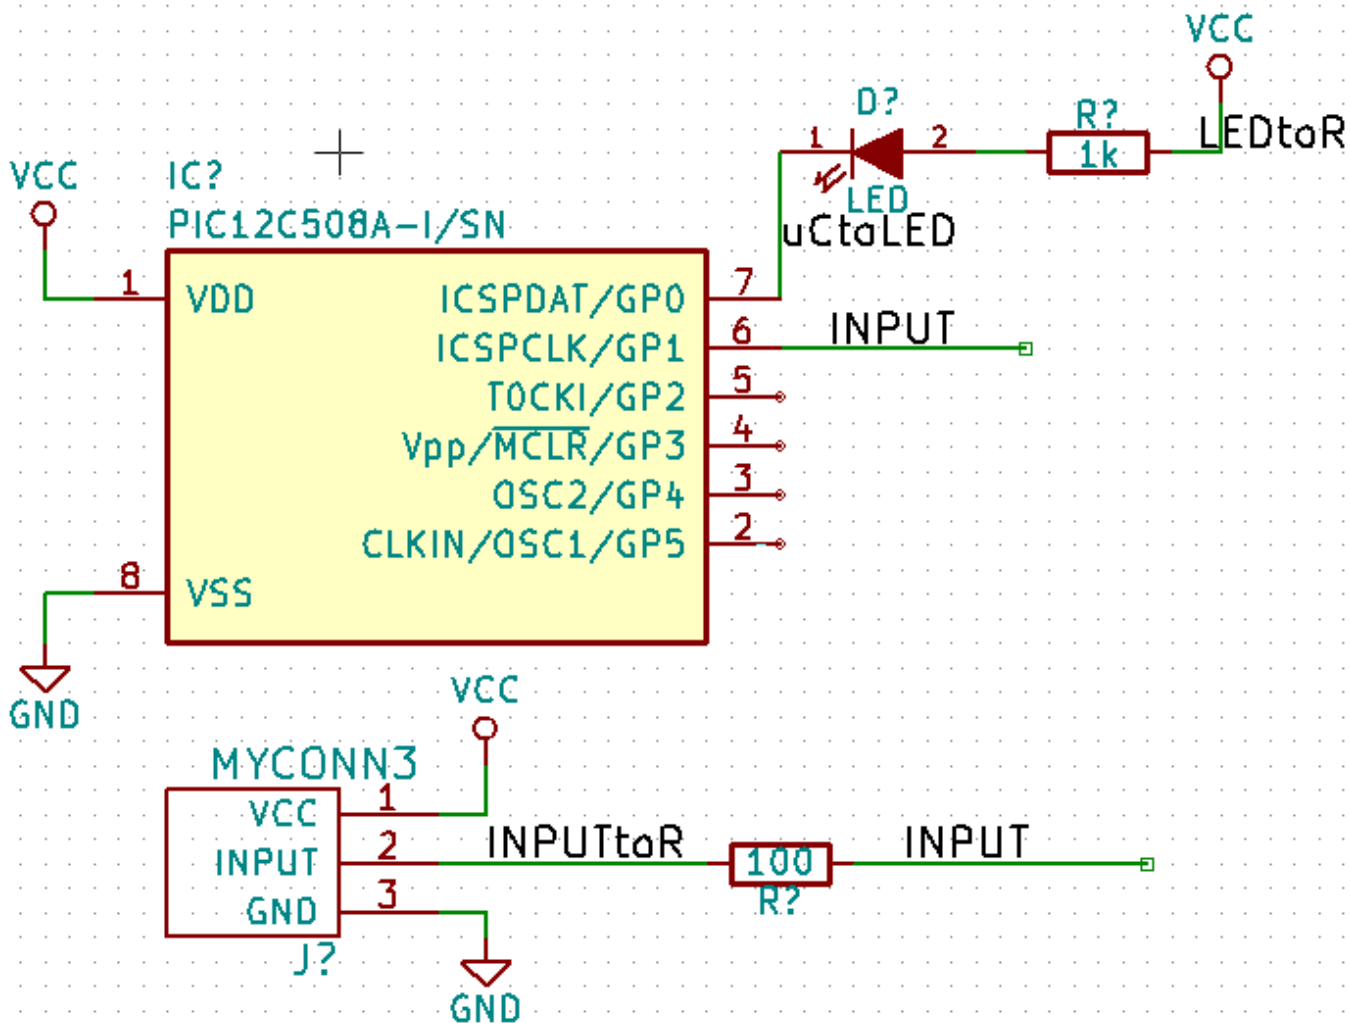 VCC
D?
R?
LEDtoR
1
2
1k
VCC
IC?
LED
PIC12C508A-I/SN
uCtoLED
1
VDD
ICSPDAT/GP0
7
ICSPCLK/GP1
6
INPUT
T0CKI/GP2
5
Vpp/MCLR/GP3
4
OSC2/GP4
3
CLKIN/OSC1/GP5
2
8
VSS
GND
VCC
MYCONN3
VCC
1
INPUT
2
INPUTtoR
100
INPUT
GND
3
R?
J?
GND